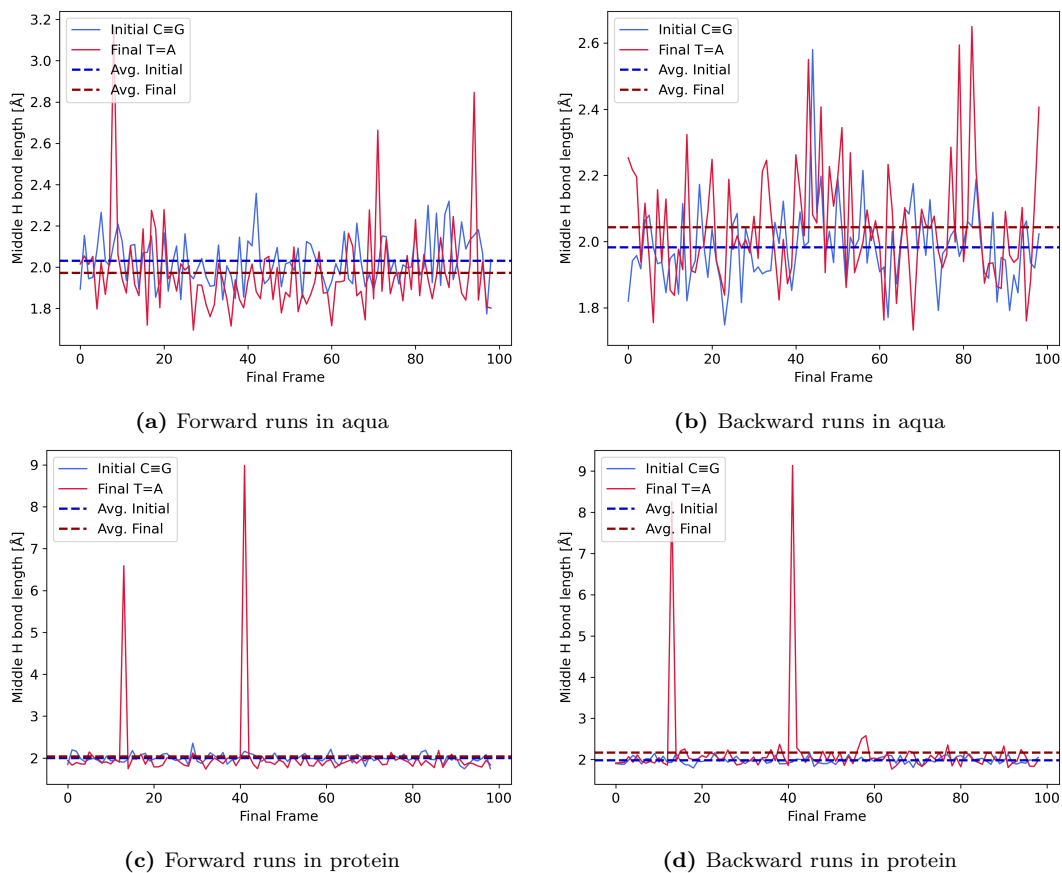 Initial C≡G
Final T=A
Avg. Initial
Avg. Final
Middle H bond length [Å]
3.2
3.0
2.8
2.6
2.4
2.2
2.0
1.8
0 20 40 60 80 100
Final Frame
(a) Forward runs in aqua
Initial C≡G
Final T=A
Avg. Initial
Avg. Final
Middle H bond length [Å]
2.6
2.4
2.2
2.0
1.8
0 20 40 60 80 100
Final Frame
(b) Backward runs in aqua
Initial C≡G
Final T=A
Avg. Initial
Avg. Final
Middle H bond length [Å]
9
8
7
6
5
4
3
2
0 20 40 60 80 100
Final Frame
(c) Forward runs in protein
Initial C≡G
Final T=A
Avg. Initial
Avg. Final
Middle H bond length [Å]
9
8
7
6
5
4
3
2
0 20 40 60 80 100
Final Frame
(d) Backward runs in protein